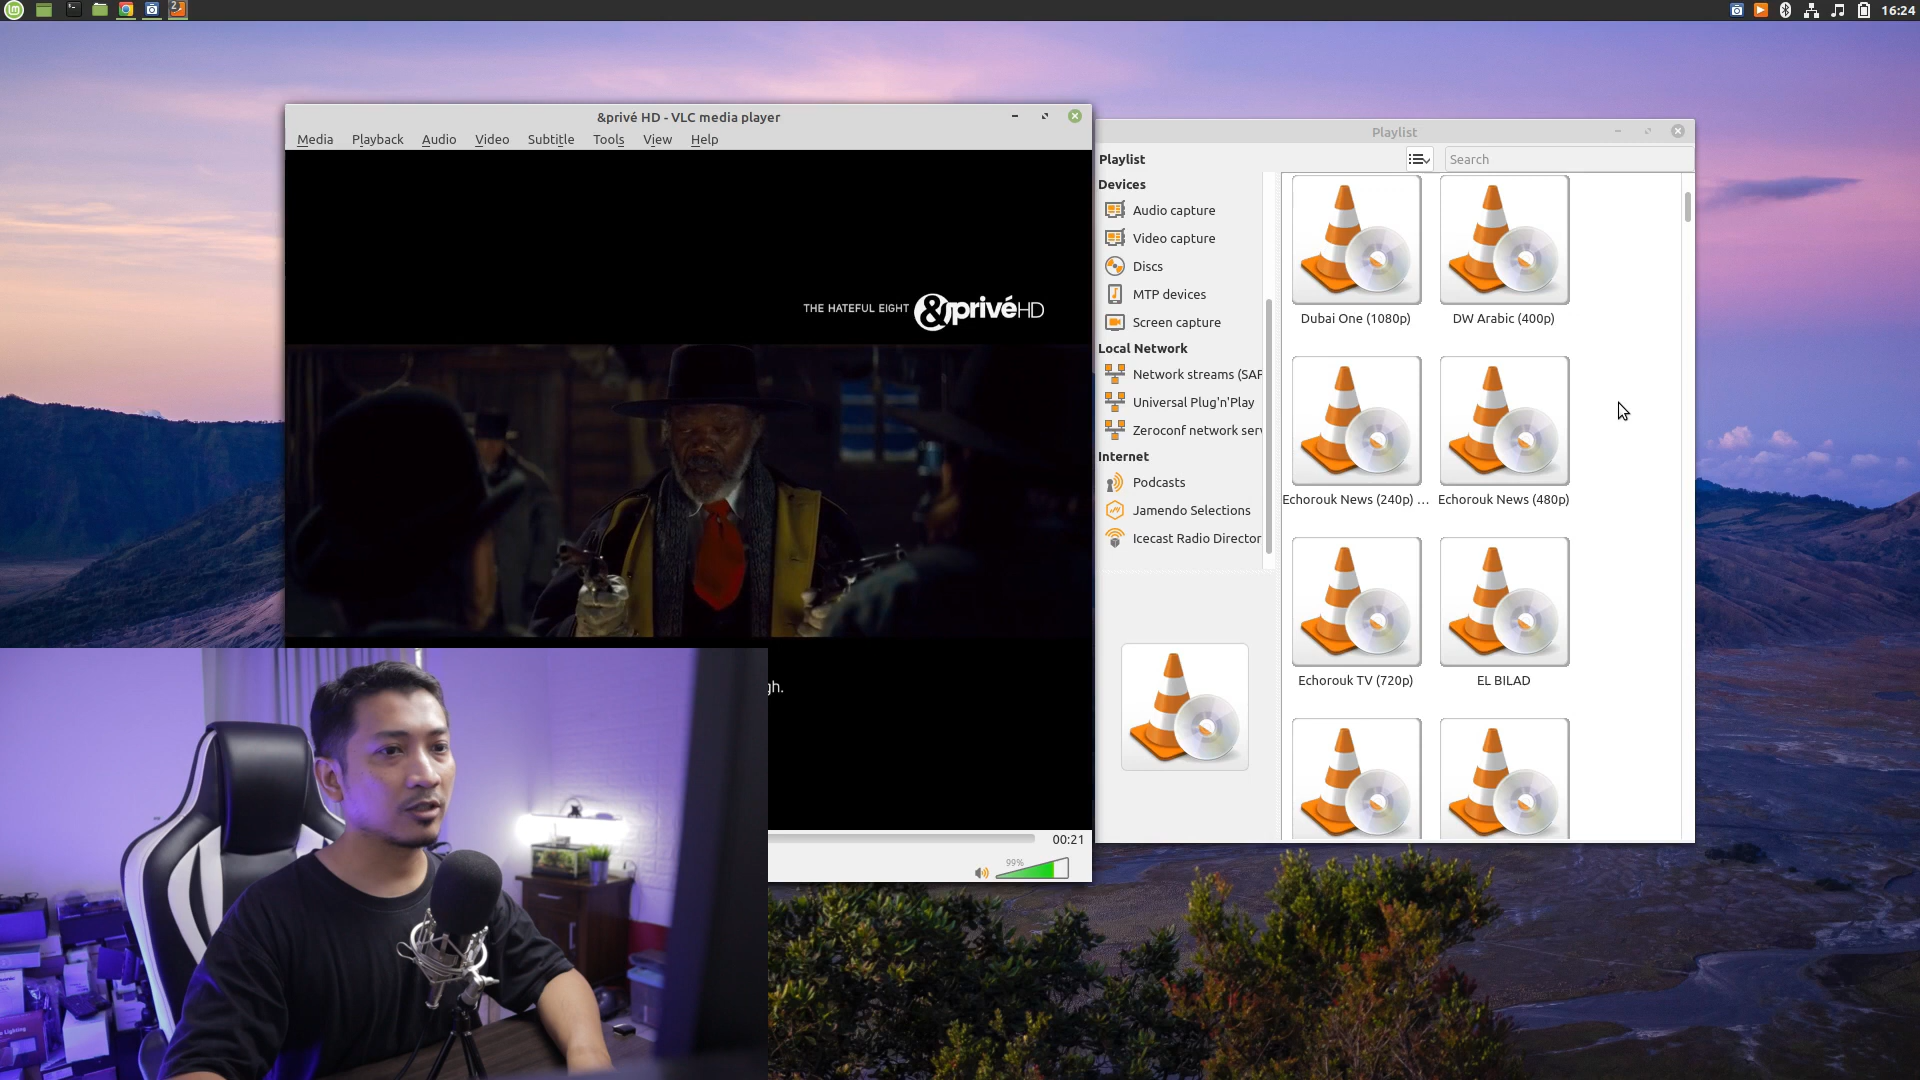 16:24
&privé HD - VLC media player
Media Playback Audio Video Subtitle Tools View Help
THE HATEFUL EIGHT &privéHD
gh.
00:21
99%
Playlist
Playlist
Search
Devices
Audio capture
Video capture
Discs
MTP devices
Screen capture
Local Network
Network streams (SAP
Universal Plug'n'Play
Zeroconf network serv
Internet
Podcasts
Jamendo Selections
Icecast Radio Director
Dubai One (1080p)
DW Arabic (400p)
Echorouk News (240p) ...
Echorouk News (480p)
Echorouk TV (720p)
EL BILAD